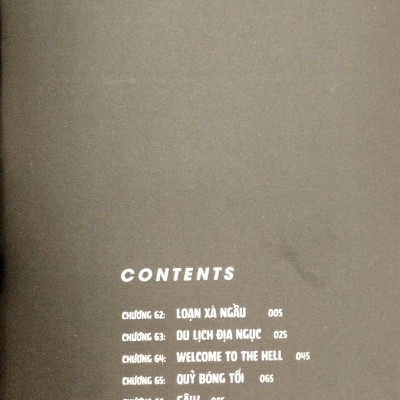 CONTENTS
CHƯƠNG 62: LOẠN XÀ NGẦU 005
CHƯƠNG 63: DU LỊCH ĐỊA NGỤC 025
CHƯƠNG 64: WELCOME TO THE HELL 045
CHƯƠNG 65: QUỶ BÓNG TỐI 065